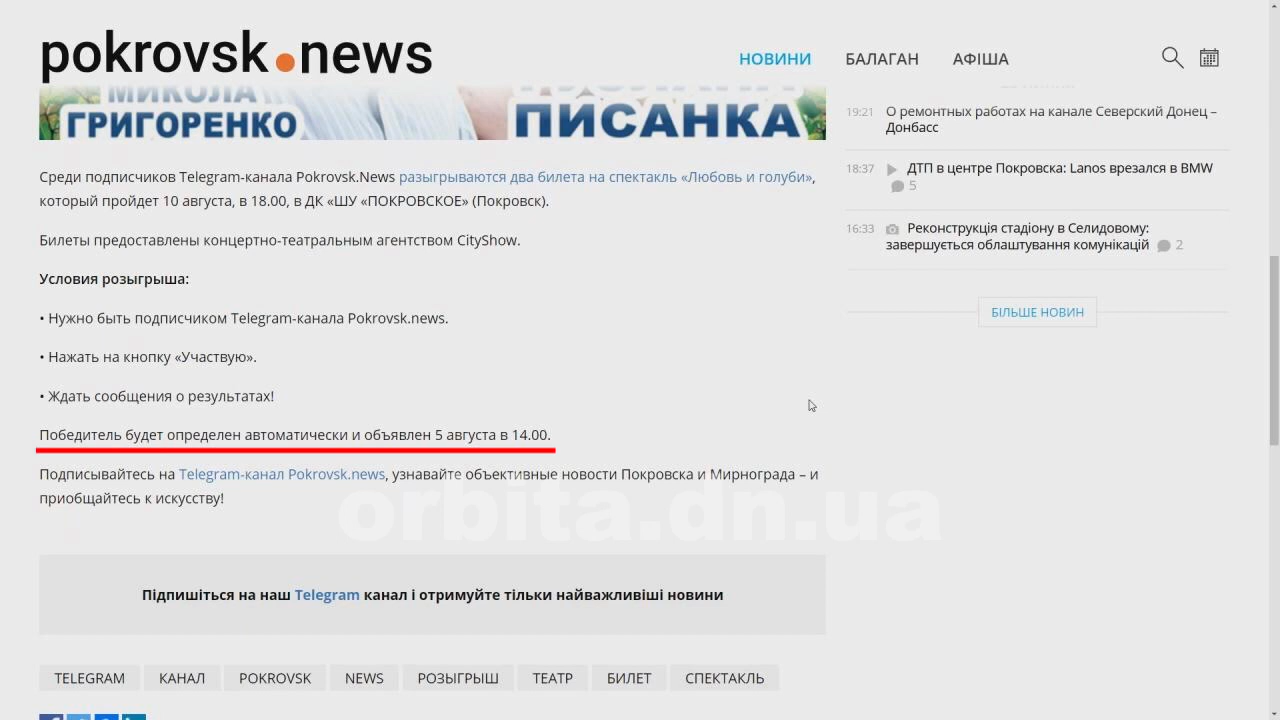 pokrovsk.news
НОВИНИ БАЛАГАН АФІША
МИКОЛА
ГРИГОРЕНКО
ПИСАНКА
Среди подписчиков Telegram-канала Pokrovsk.News разыгрываются два билета на спектакль «Любовь и голуби»,
который пройдет 10 августа, в 18.00, в ДК «ШУ «ПОКРОВСКОЕ» (Покровск).
Билеты предоставлены концертно-театральным агентством CityShow.
Условия розыгрыша:
• Нужно быть подписчиком Telegram-канала Pokrovsk.news.
• Нажать на кнопку «Участвую».
• Ждать сообщения о результатах!
Победитель будет определен автоматически и объявлен 5 августа в 14.00.
Подписывайтесь на Telegram-канал Pokrovsk.news, узнавайте объективные новости Покровска и Мирнограда – и
приобщайтесь к искусству!
orbita.dn.ua
Підпишіться на наш Telegram канал і отримуйте тільки найважливіші новини
TELEGRAM КАНАЛ POKROVSK NEWS РОЗЫГРЫШ ТЕАТР БИЛЕТ СПЕКТАКЛЬ
19:21 О ремонтных работах на канале Северский Донец –
Донбасс
18:37 ДТП в центре Покровска: Lanos врезался в BMW
5
16:33 Реконструкція стадіону в Селидовому:
завершується облаштування комунікацій 2
БІЛЬШЕ НОВИН